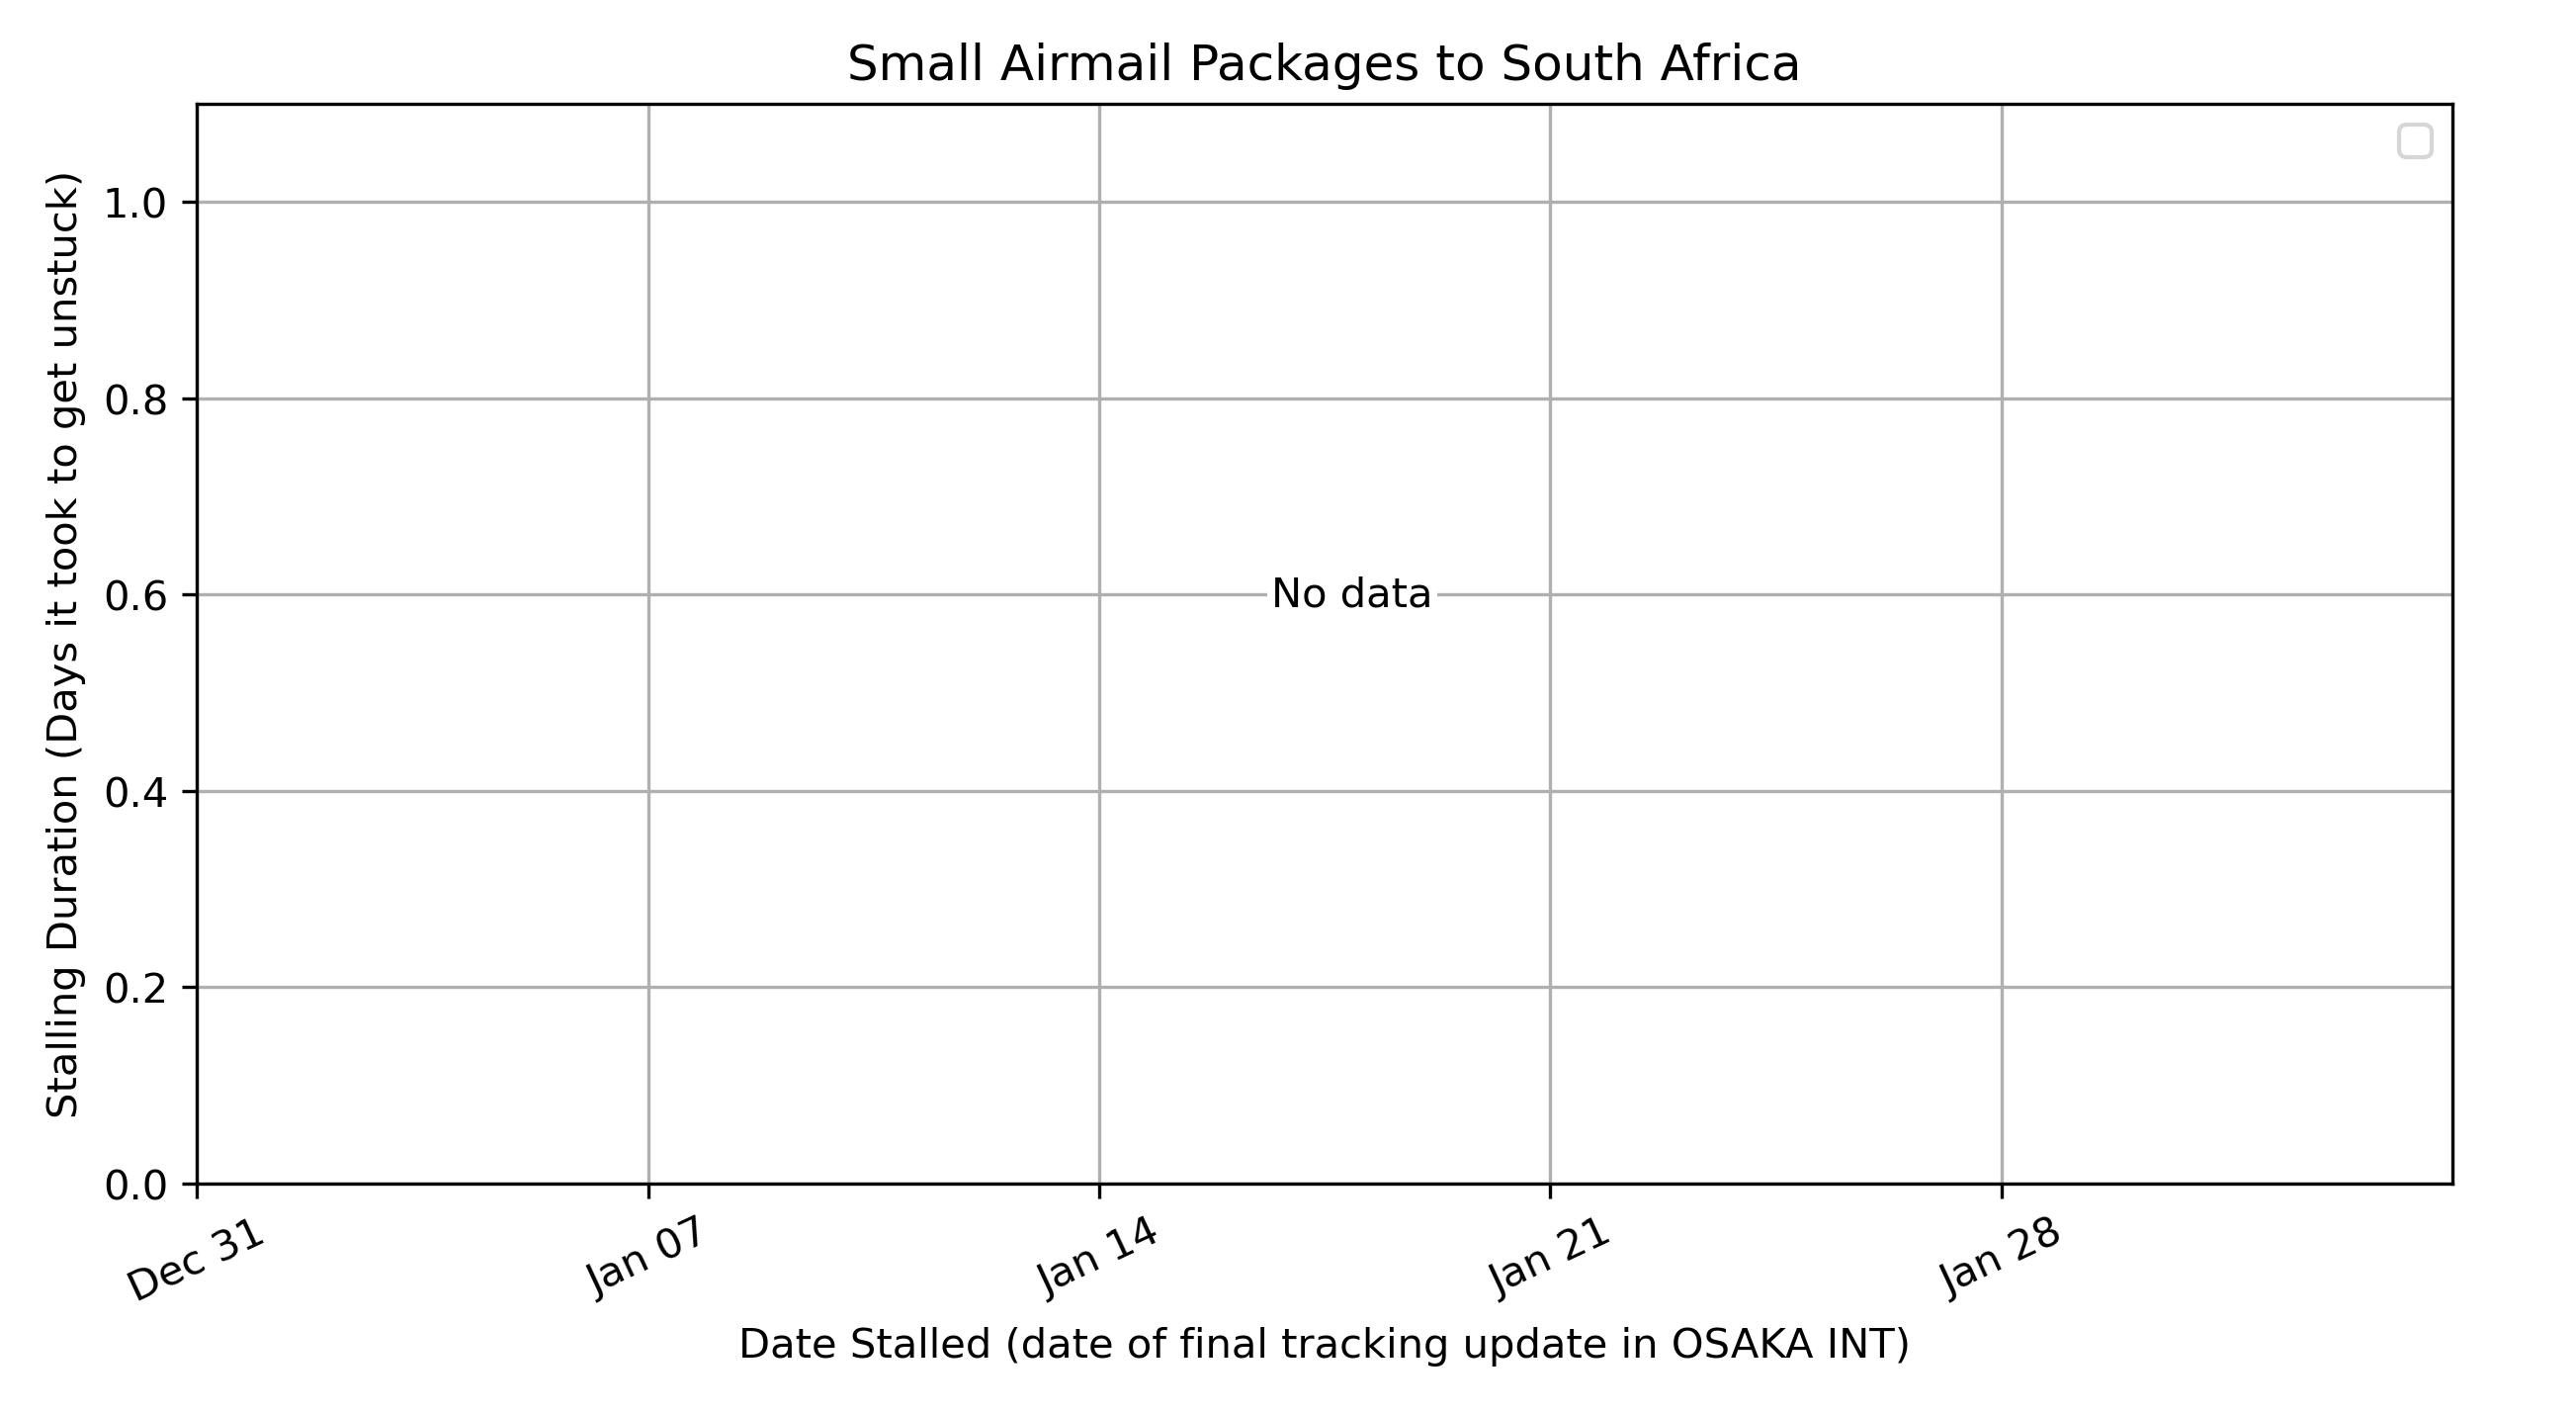 Small Airmail Packages to South Africa
Stalling Duration (Days it took to get unstuck)
1.0
0.8
0.6
0.4
0.2
0.0
No data
Dec 31
Jan 07
Jan 14
Jan 21
Jan 28
Date Stalled (date of final tracking update in OSAKA INT)